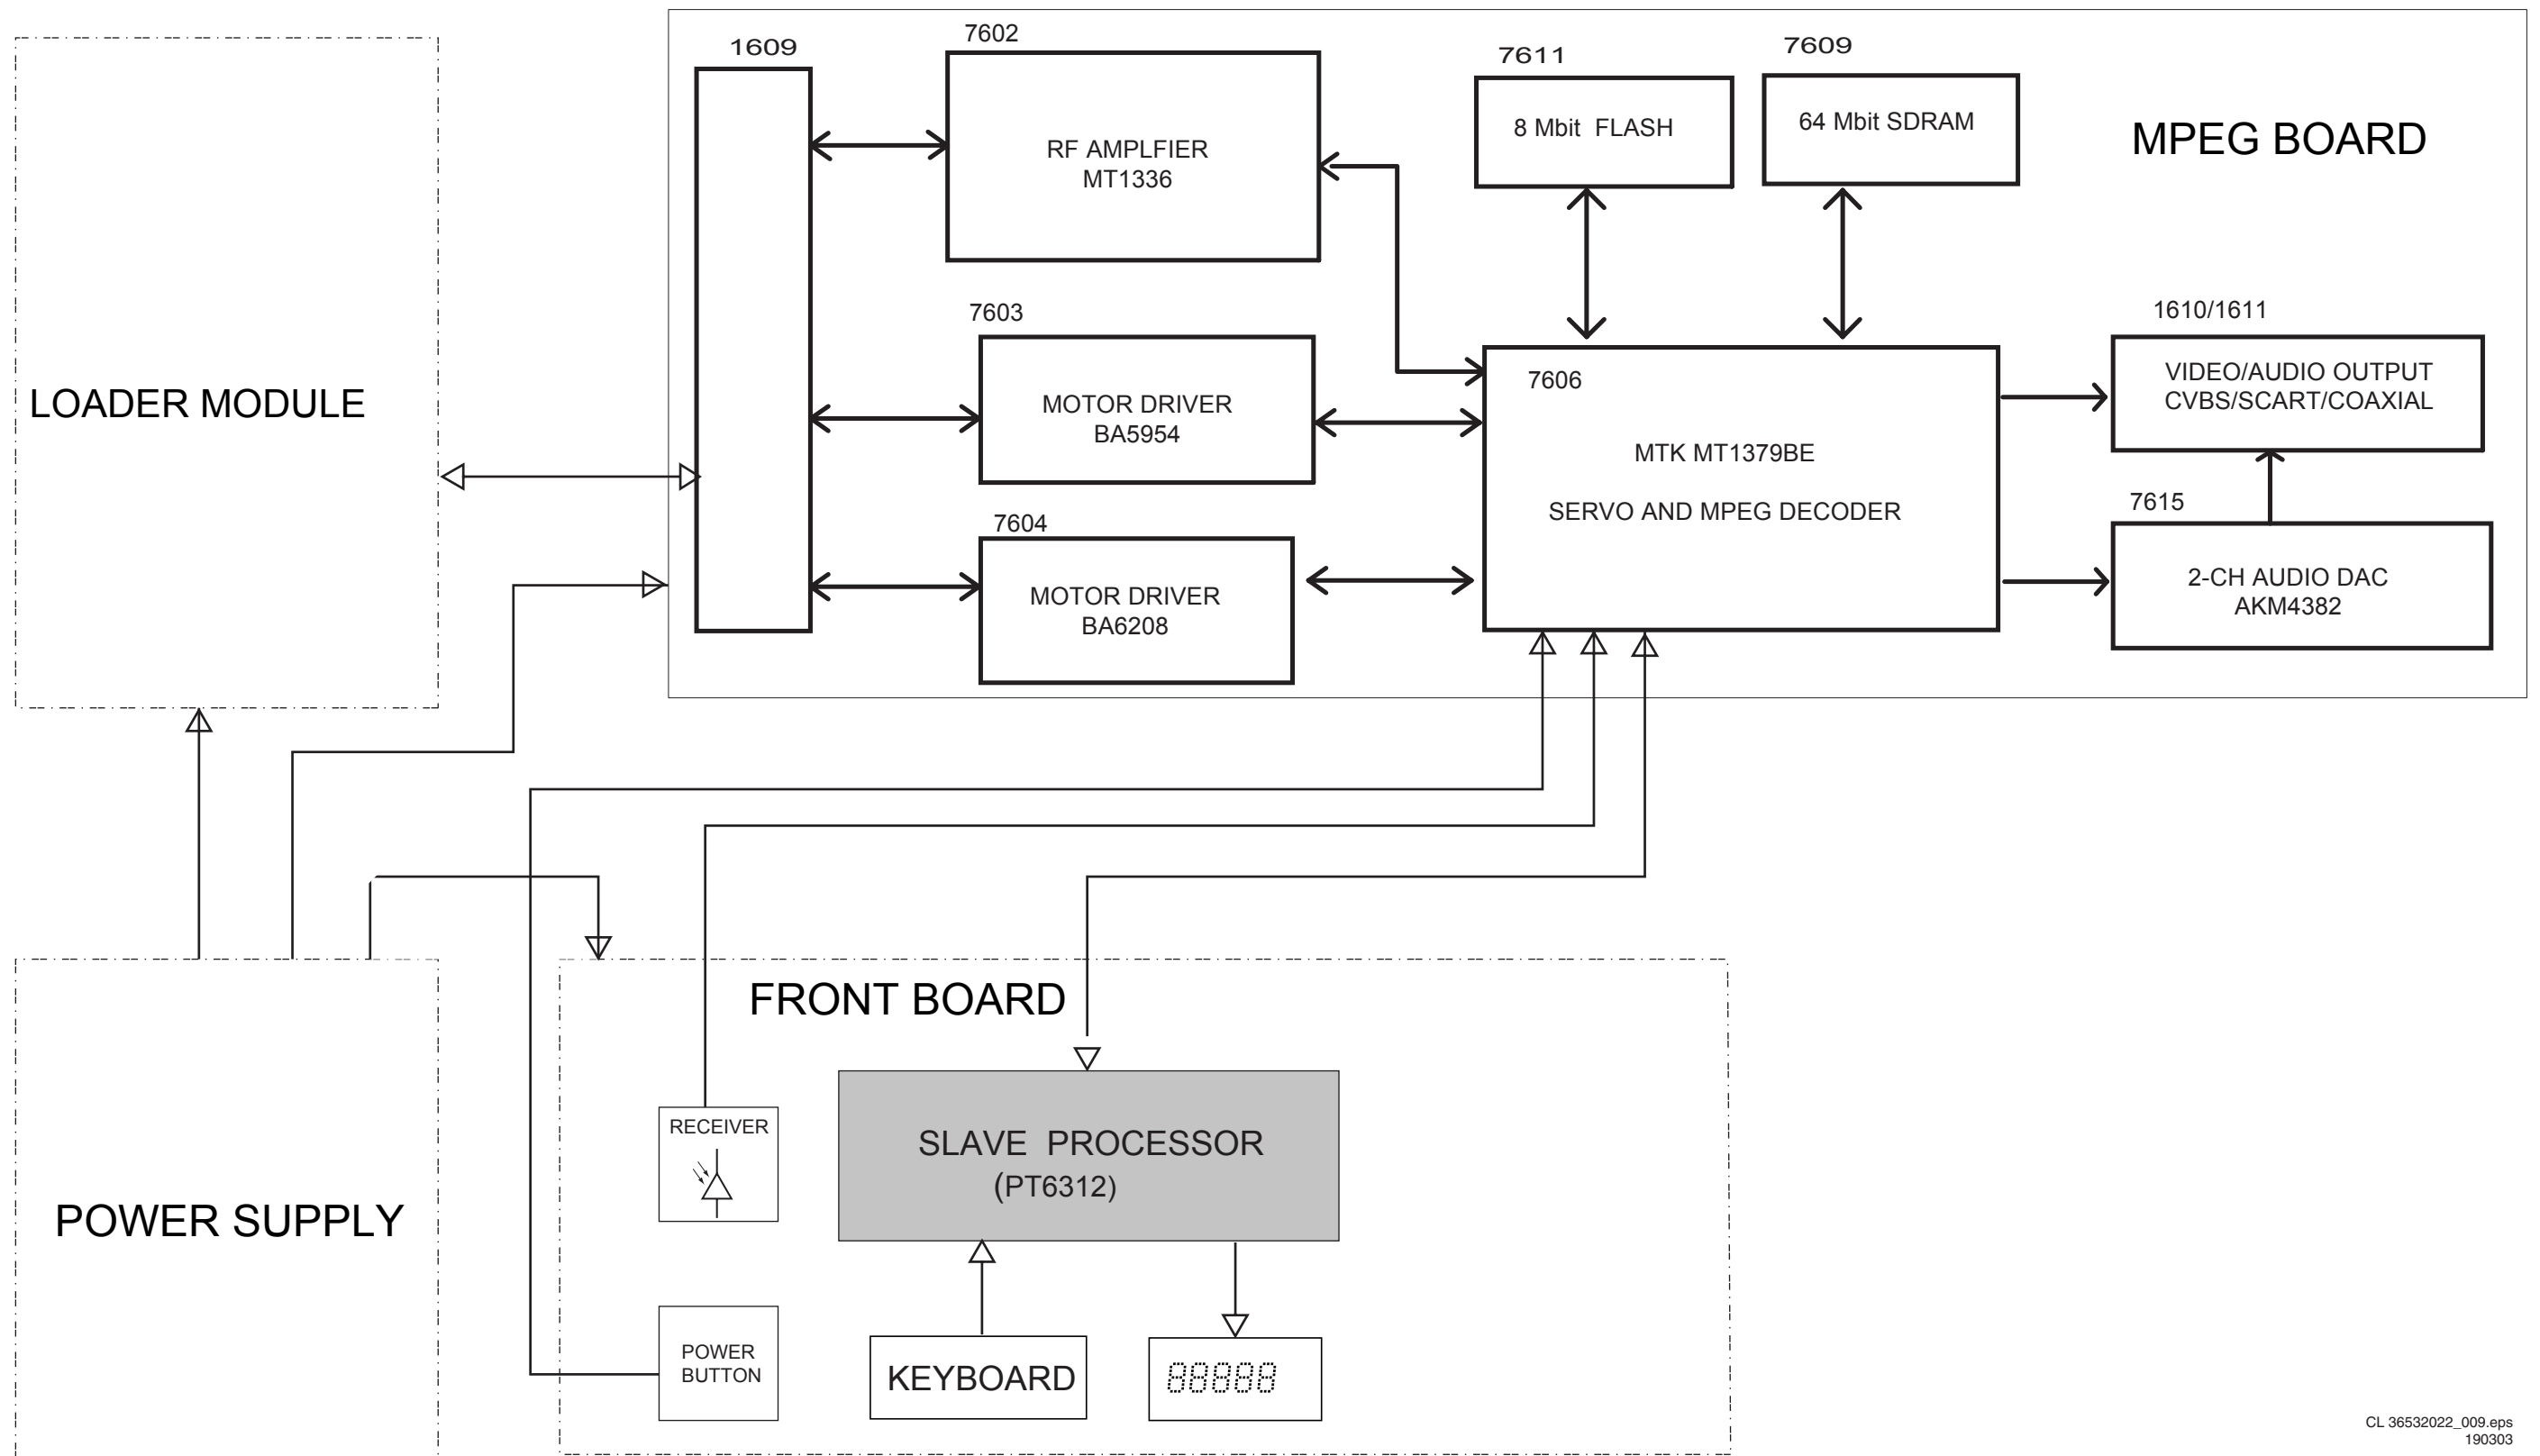 1609
7602
7611
7609
8 Mbit  FLASH
64 Mbit SDRAM
MPEG BOARD
RF AMPLFIER
MT1336
7603
1610/1611
LOADER MODULE
MOTOR DRIVER
BA5954
7606
VIDEO/AUDIO OUTPUT
CVBS/SCART/COAXIAL
MTK MT1379BE
SERVO AND MPEG DECODER
7604
7615
MOTOR DRIVER
BA6208
2-CH AUDIO DAC
AKM4382
FRONT BOARD
RECEIVER
SLAVE  PROCESSOR
(PT6312)
POWER SUPPLY
POWER
BUTTON
KEYBOARD
88888
CL 36532022_009.eps
190303